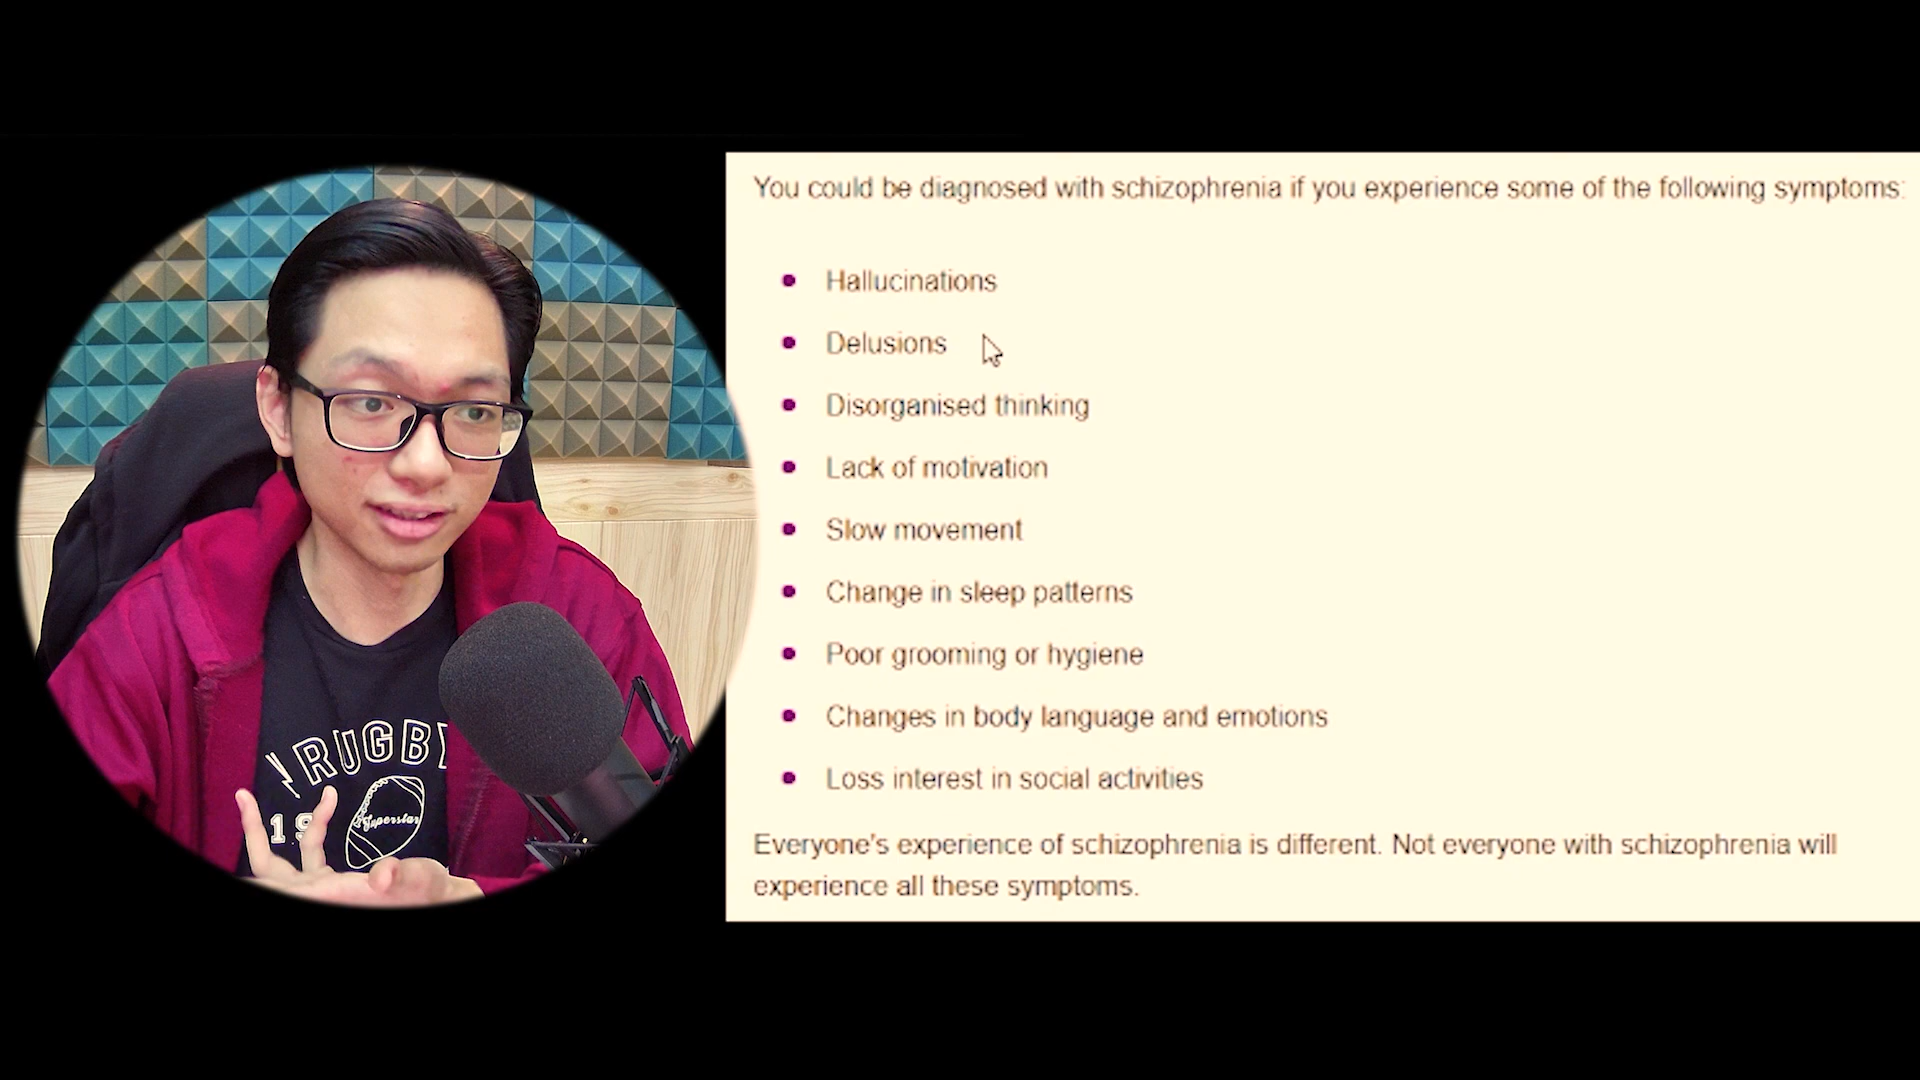 You could be diagnosed with schizophrenia if you experience some of the following symptoms:
Hallucinations
Delusions
Disorganised thinking
Lack of motivation
Slow movement
Change in sleep patterns
Poor grooming or hygiene
Changes in body language and emotions
Loss interest in social activities
Everyone's experience of schizophrenia is different. Not everyone with schizophrenia will
experience all these symptoms.
RUGBY
19
Superstar